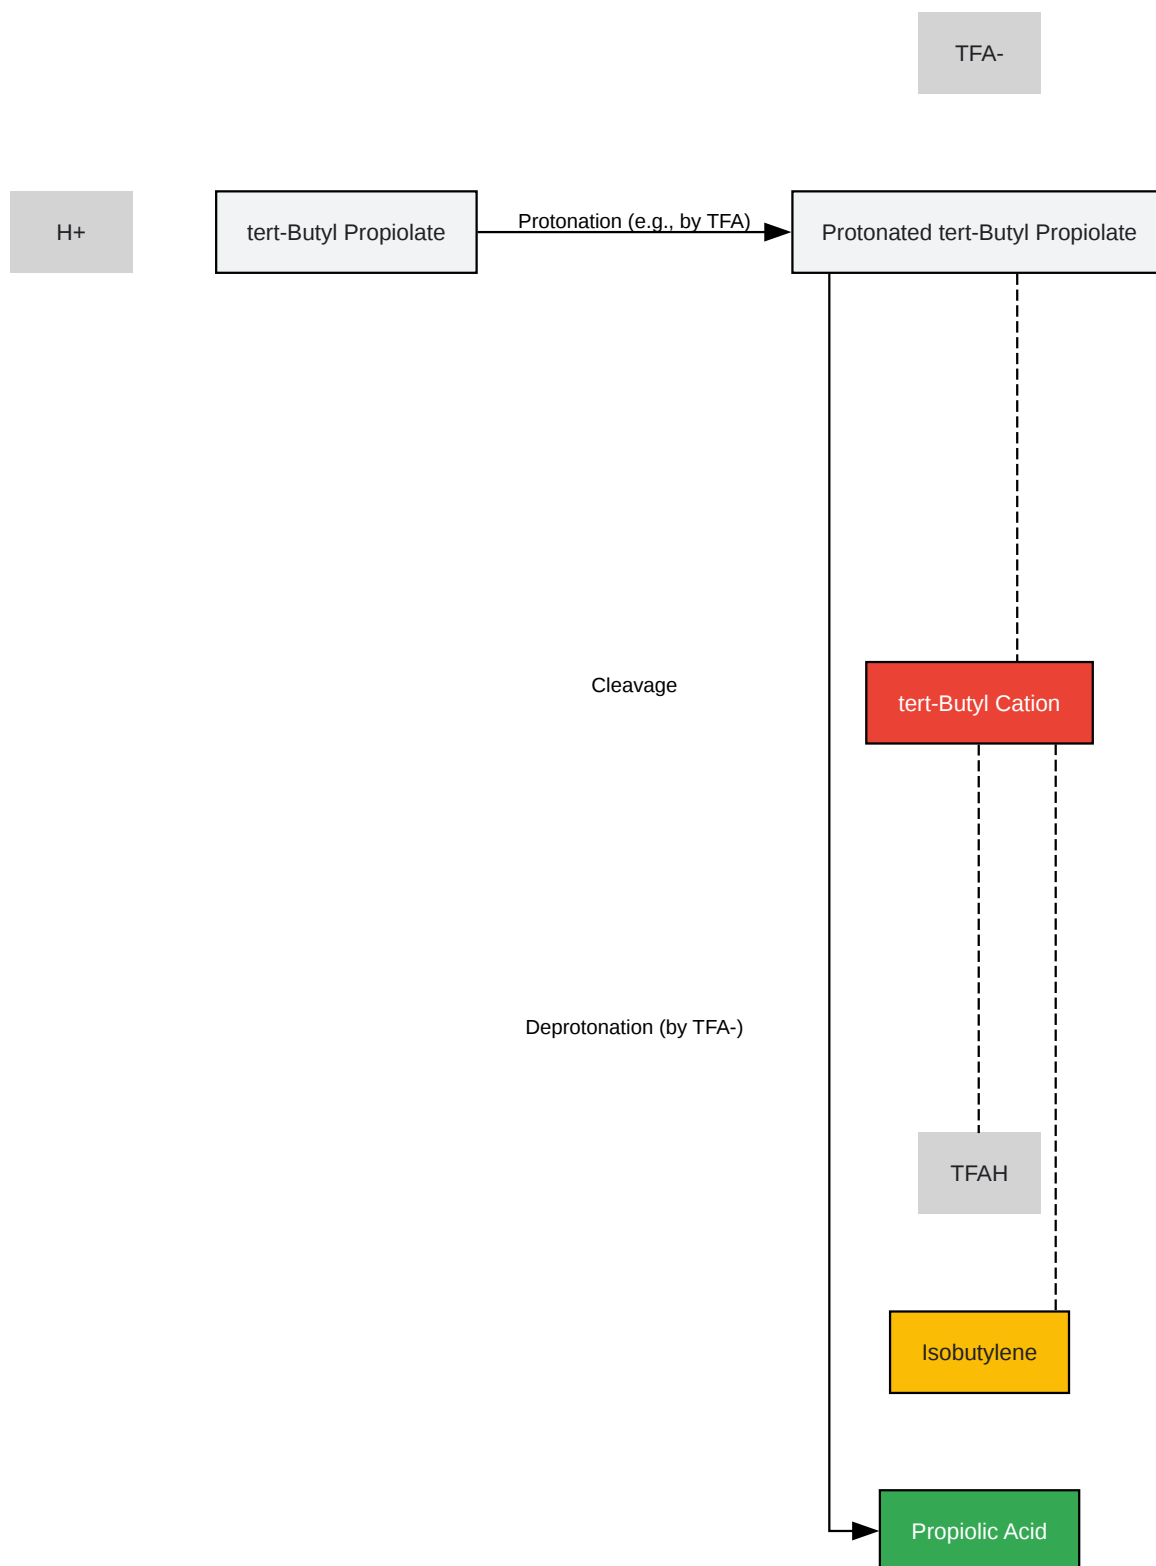 TFA-
H+
tert-Butyl Propiolate
Protonation (e.g., by TFA)
Protonated tert-Butyl Propiolate
Cleavage
tert-Butyl Cation
Deprotonation (by TFA-)
TFAH
Isobutylene
Propiolic Acid